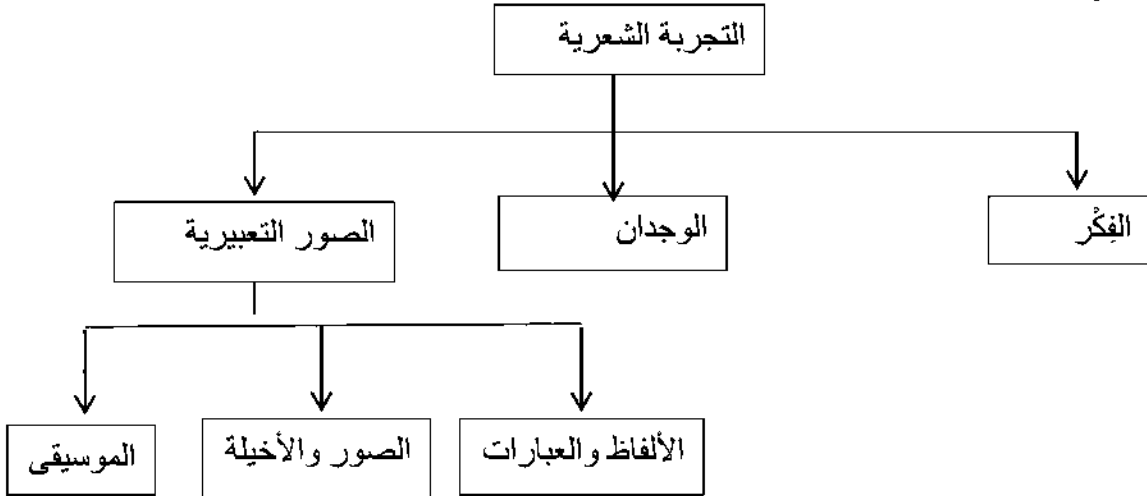 التجربة الشعرية
الفِكْر
الوجدان
الصور التعبيرية
الألفاظ والعبارات
الصور والأخيلة
الموسيقى